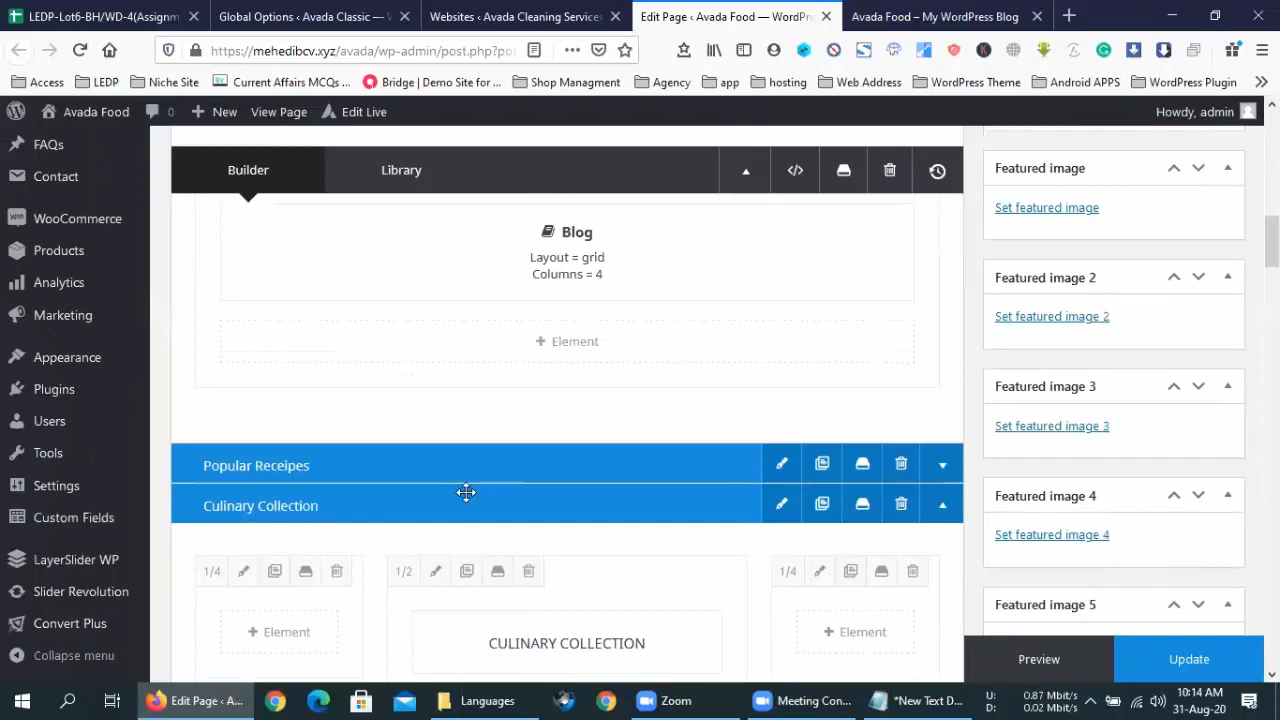 LEDP-Lot6-BH/WD-4(Assignm
Global Options ‹ Avada Classic — W
Websites ‹ Avada Cleaning Services
Edit Page ‹ Avada Food — WordPre
Avada Food – My WordPress Blog
https://mehedibcv.xyz/avada/wp-admin/post.php?pos
Access
LEDP
Niche Site
Current Affairs MCQs ...
Bridge | Demo Site for ...
Shop Managment
Agency
app
hosting
Web Address
WordPress Theme
Android APPS
WordPress Plugin
Avada Food
0
New
View Page
Edit Live
Howdy, admin
FAQs
Contact
WooCommerce
Products
Analytics
Marketing
Appearance
Plugins
Users
Tools
Settings
Custom Fields
LayerSlider WP
Slider Revolution
Convert Plus
Collapse menu
Builder
Library
Blog
Layout = grid
Columns = 4
Element
Popular Receipes
Culinary Collection
1/4
1/2
1/4
Element
CULINARY COLLECTION
Element
Featured image
Set featured image
Featured image 2
Set featured image 2
Featured image 3
Set featured image 3
Featured image 4
Set featured image 4
Featured image 5
Preview
Update
Edit Page ‹ A...
Languages
Zoom
Meeting Con...
*New Text D...
U: 0.87 Mbit/s
D: 0.02 Mbit/s
10:14 AM
31-Aug-20